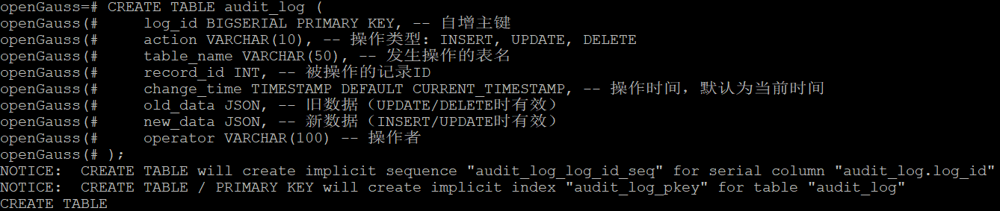 openGauss=# CREATE TABLE audit_log (
openGauss(#     log_id BIGSERIAL PRIMARY KEY, -- 自增主键
openGauss(#     action VARCHAR(10), -- 操作类型: INSERT, UPDATE, DELETE
openGauss(#     table_name VARCHAR(50), -- 发生操作的表名
openGauss(#     record_id INT, -- 被操作的记录ID
openGauss(#     change_time TIMESTAMP DEFAULT CURRENT_TIMESTAMP, -- 操作时间，默认为当前时间
openGauss(#     old_data JSON, -- 旧数据（UPDATE/DELETE时有效）
openGauss(#     new_data JSON, -- 新数据（INSERT/UPDATE时有效）
openGauss(#     operator VARCHAR(100) -- 操作者
openGauss(# );
NOTICE:  CREATE TABLE will create implicit sequence "audit_log_log_id_seq" for serial column "audit_log.log_id"
NOTICE:  CREATE TABLE / PRIMARY KEY will create implicit index "audit_log_pkey" for table "audit_log"
CREATE TABLE